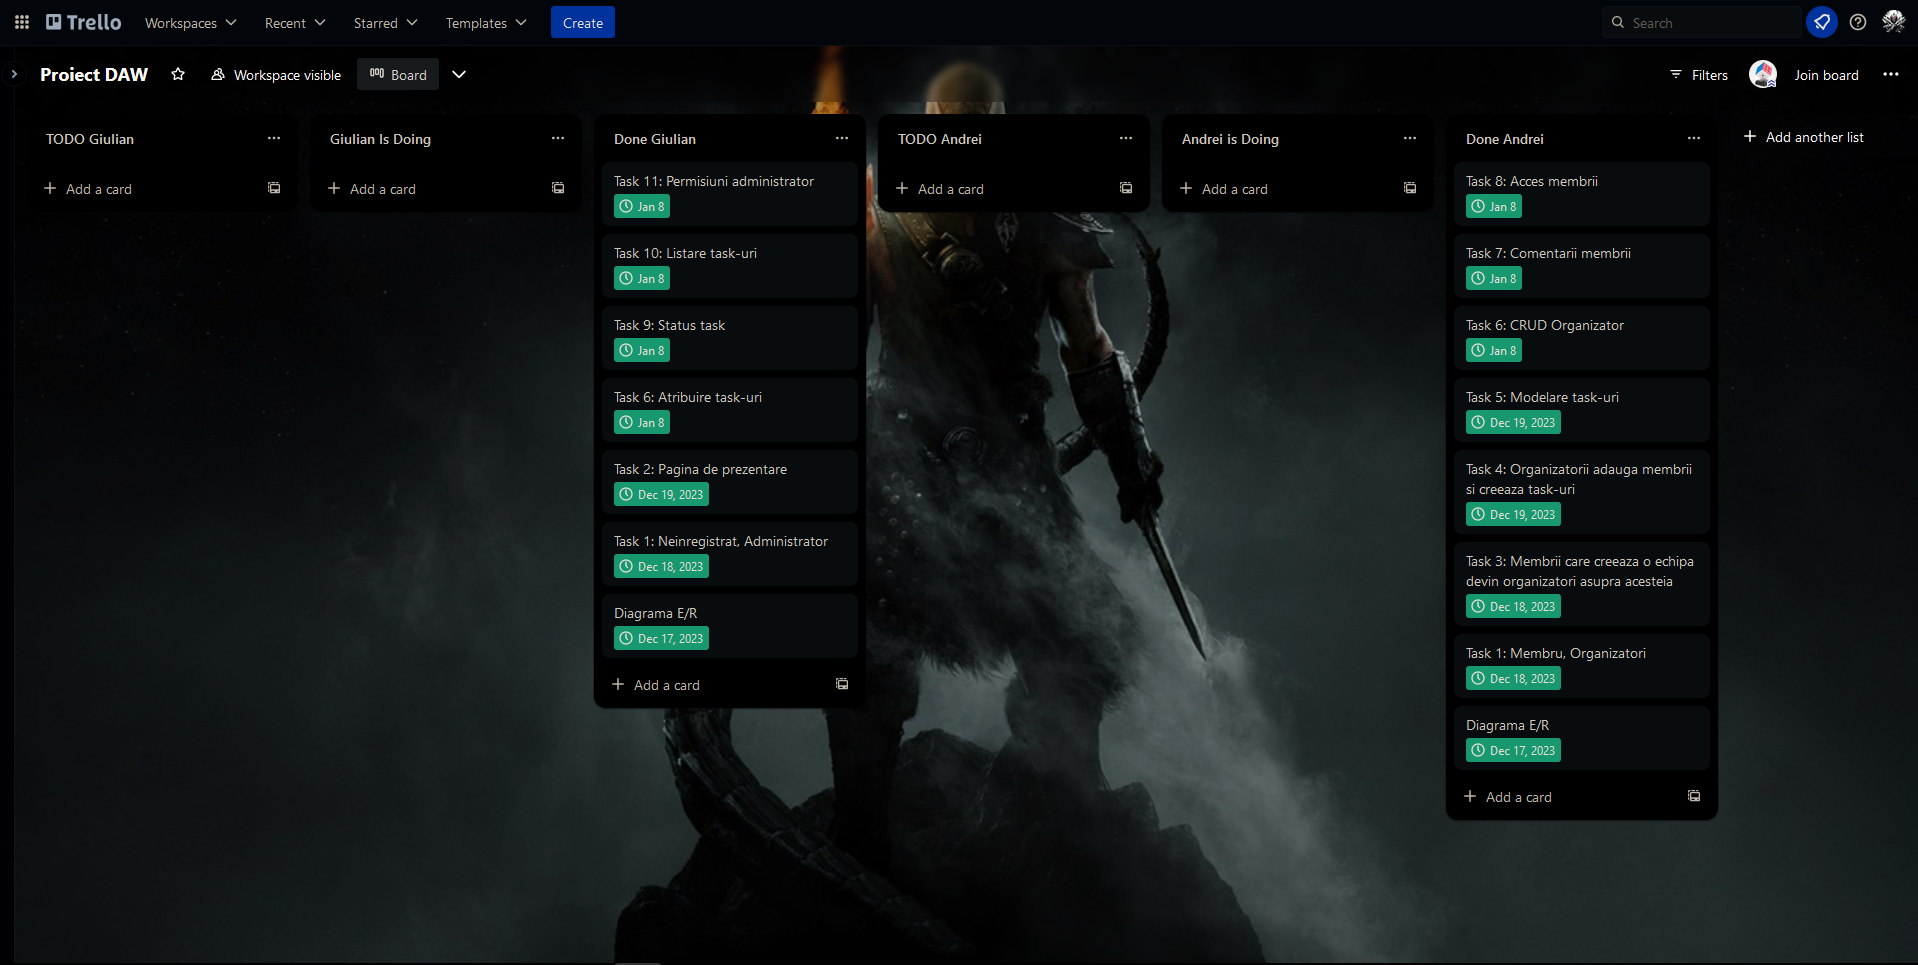 Trello
Workspaces
Recent
Starred
Templates
Create
Search
Proiect DAW
Workspace visible
Board
Filters
Join board
TODO Giulian
Add a card
Giulian Is Doing
Add a card
Done Giulian
Task 11: Permisiuni administrator
Jan 8
Task 10: Listare task-uri
Jan 8
Task 9: Status task
Jan 8
Task 6: Atribuire task-uri
Jan 8
Task 2: Pagina de prezentare
Dec 19, 2023
Task 1: Neinregistrat, Administrator
Dec 18, 2023
Diagrama E/R
Dec 17, 2023
Add a card
TODO Andrei
Add a card
Andrei is Doing
Add a card
Done Andrei
Task 8: Acces membrii
Jan 8
Task 7: Comentarii membrii
Jan 8
Task 6: CRUD Organizator
Jan 8
Task 5: Modelare task-uri
Dec 19, 2023
Task 4: Organizatorii adauga membrii
si creeaza task-uri
Dec 19, 2023
Task 3: Membrii care creeaza o echipa
devin organizatori asupra acesteia
Dec 18, 2023
Task 1: Membru, Organizatori
Dec 18, 2023
Diagrama E/R
Dec 17, 2023
Add a card
Add another list